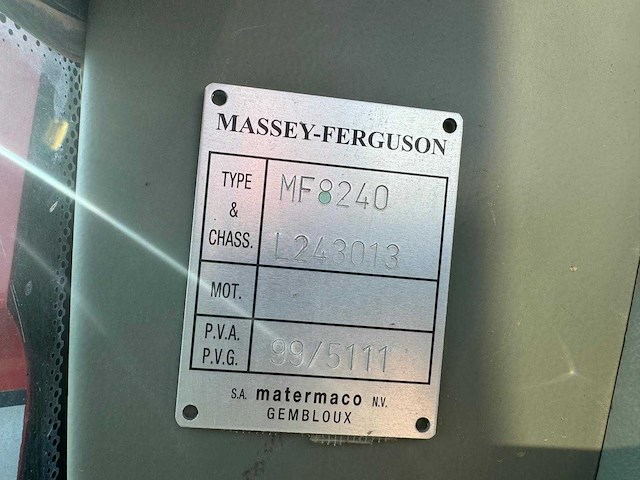 MASSEY-FERGUSON
TYPE & CHASS.
MF8240
L243013
MOT.
P.V.A.
P.V.G.
99/5111
S.A. matermaco N.V.
GEMBLOUX